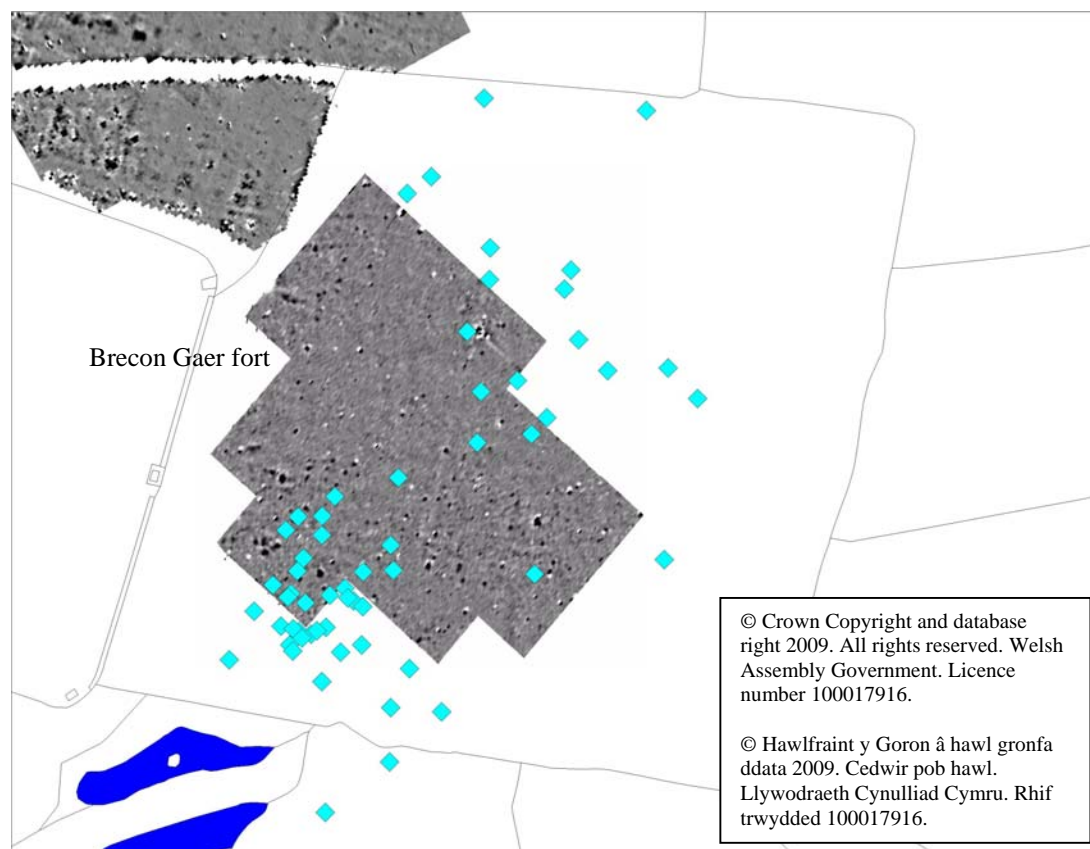 Brecon Gaer fort
© Crown Copyright and database
right 2009. All rights reserved. Welsh
Assembly Government. Licence
number 100017916.
© Hawlfraint y Goron â hawl gronfa
ddata 2009. Cedwir pob hawl.
Llywodraeth Cynulliad Cymru. Rhif
trwydded 100017916.